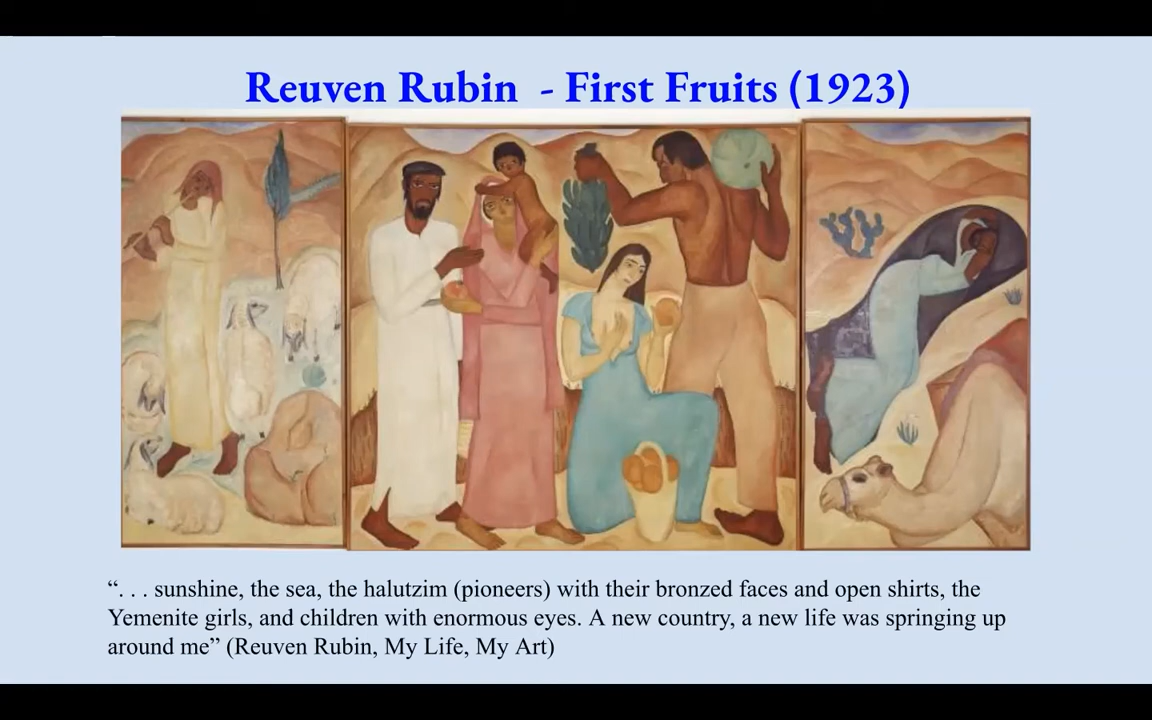 Reuven Rubin  - First Fruits (1923)
“. . . sunshine, the sea, the halutzim (pioneers) with their bronzed faces and open shirts, the
Yemenite girls, and children with enormous eyes. A new country, a new life was springing up
around me” (Reuven Rubin, My Life, My Art)